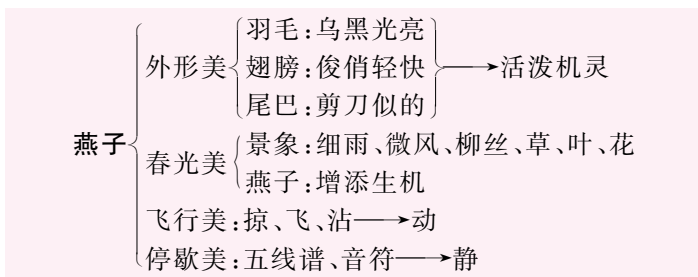 羽毛:乌黑光亮
外形美 翅膀:俊俏轻快⟶活泼机灵
尾巴:剪刀似的
燕子
春光美
景象:细雨、微风、柳丝、草、叶、花
燕子:增添生机
飞行美:掠、飞、沾⟶动
停歇美:五线谱、音符⟶静